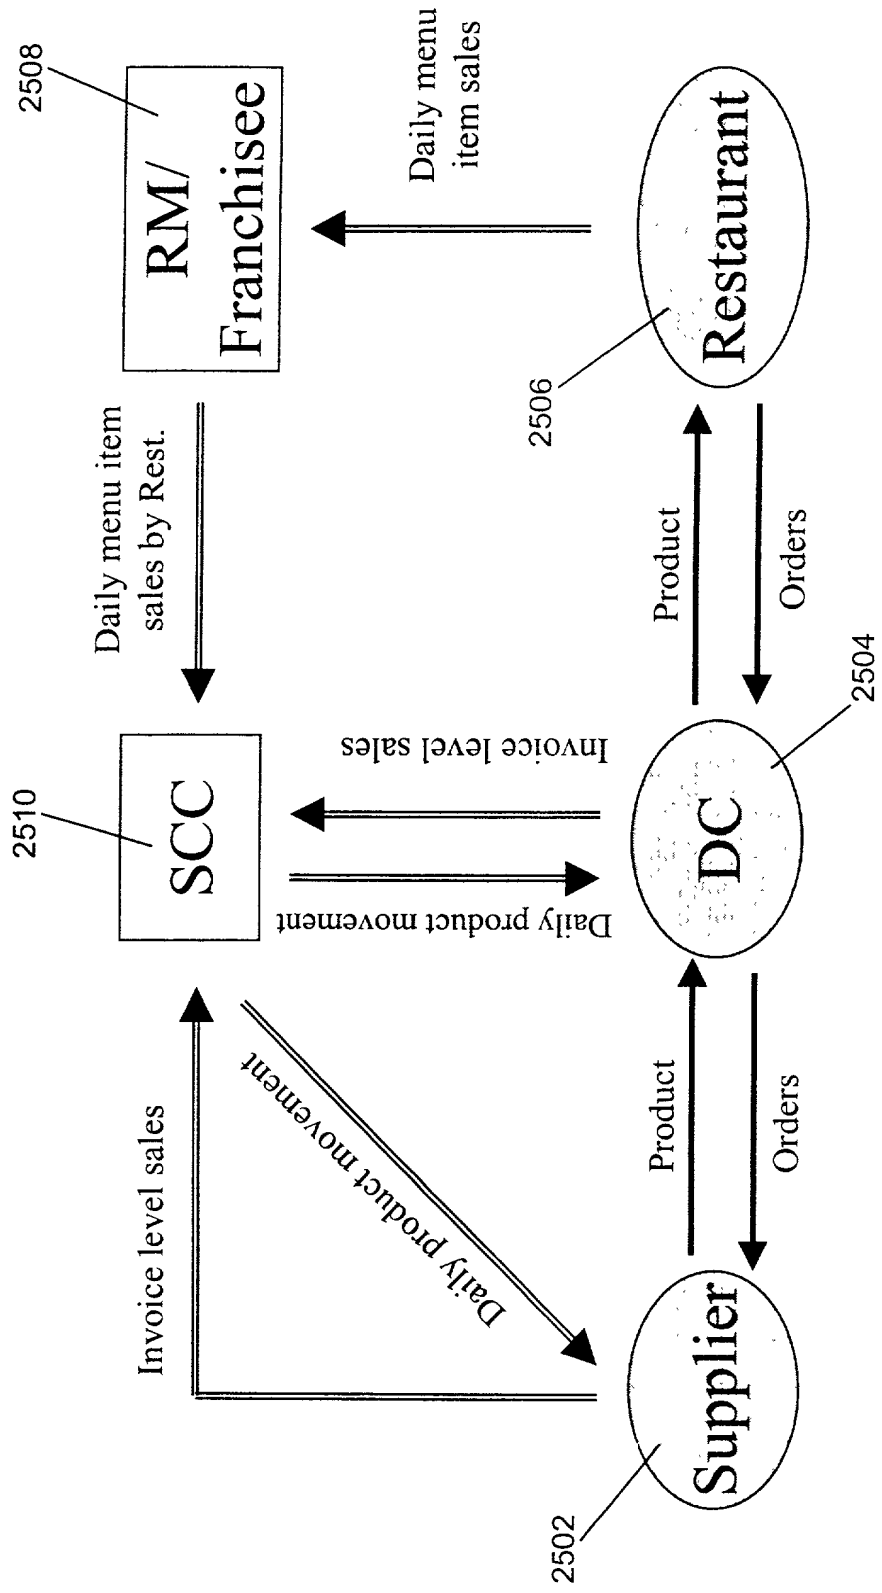 2510
2508
Invoice level sales
Daily menu item
sales by Rest.
SCC
RM/
Franchisee
Daily product movement
Daily product movement
Invoice level sales
Daily menu
item sales
2502
2506
Product
Product
Supplier
DC
Restaurant
Orders
Orders
2504